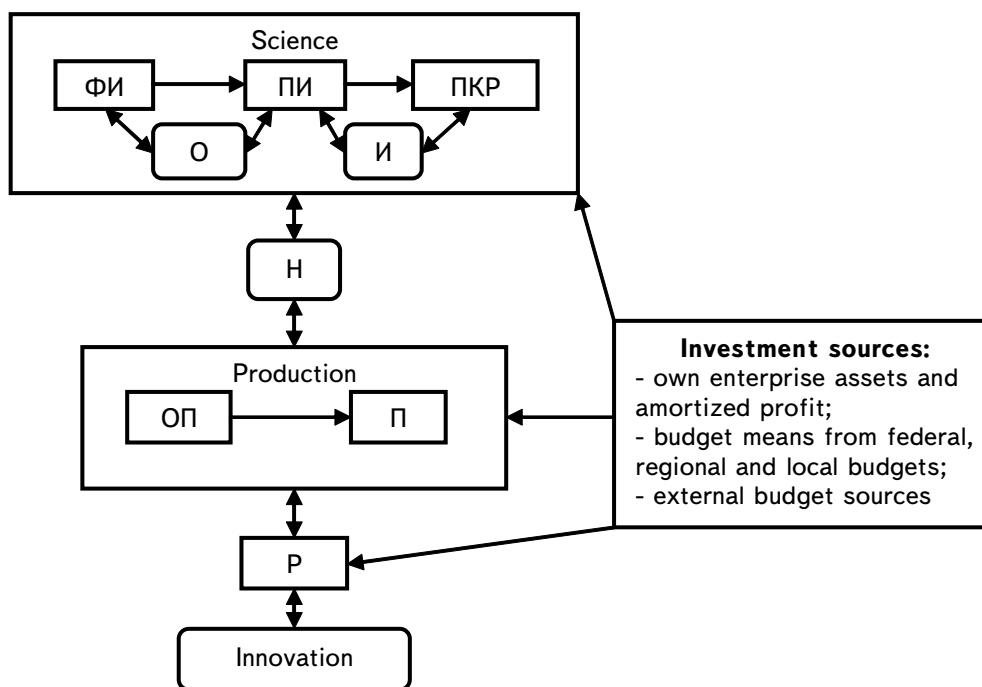 Science
ФИ
ПИ
ПКР
О
И
Н
Production
ОП
П
Investment sources:
- own enterprise assets and
amortized profit;
- budget means from federal,
regional and local budgets;
- external budget sources
Р
Innovation